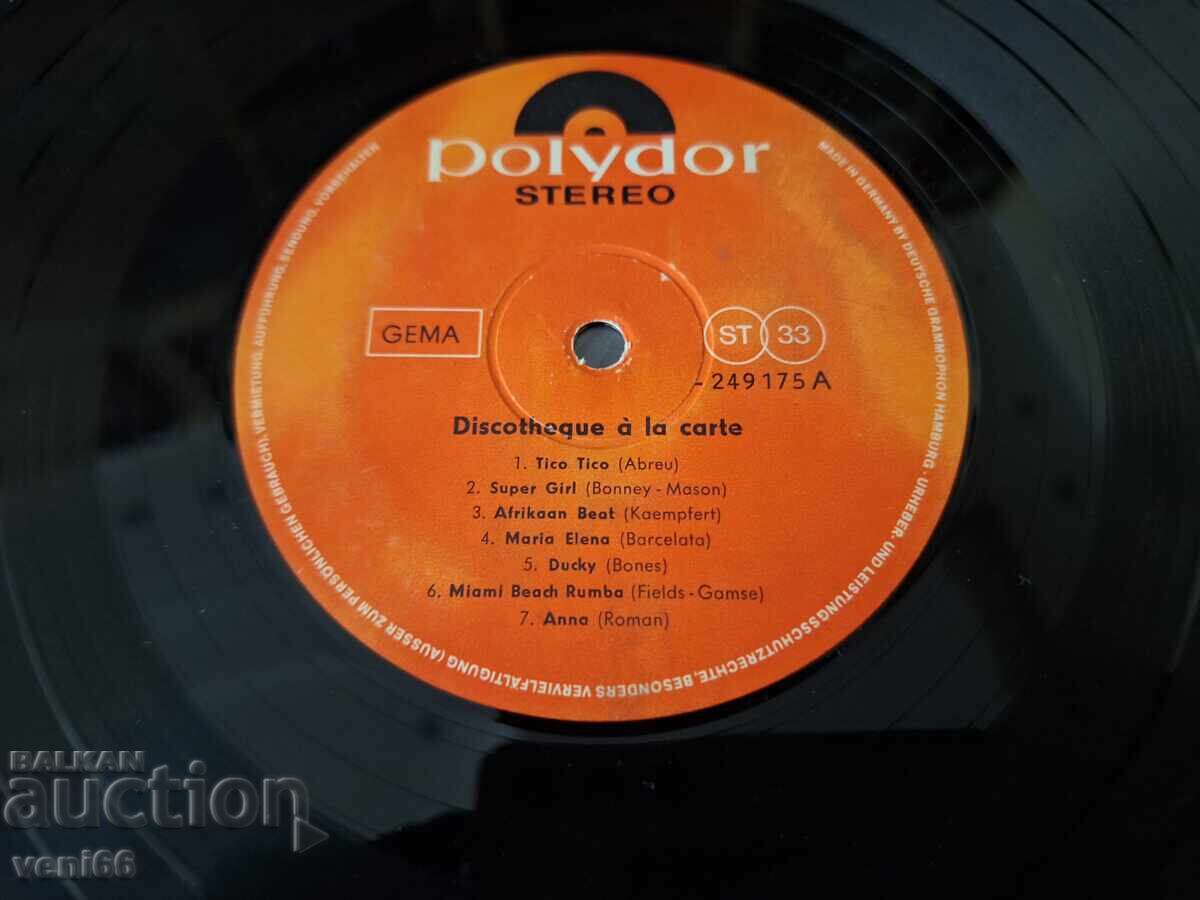 polydor
STEREO
GEMA
ST 33
- 249 175 A
Discotheque à la carte
1. Tico Tico (Abreu)
2. Super Girl (Bonney - Mason)
3. Afrikaan Beat (Kaempfert)
4. Maria Elena (Barcelata)
5. Ducky (Bones)
6. Miami Beach Rumba (Fields - Gamse)
7. Anna (Roman)
MADE IN GERMANY BY DEUTSCHE GRAMMOPHON HAMBURG · URHEBER- UND LEISTUNGSSCHUTZRECHTE, BESONDERS VERVIELFÄLTIGUNG (AUSSER ZUM PERSÖNLICHEN GEBRAUCH), VERMIETUNG, AUFFÜHRUNG, SENDUNG, VORBEHALTEN
BALKAN
auction
veni66